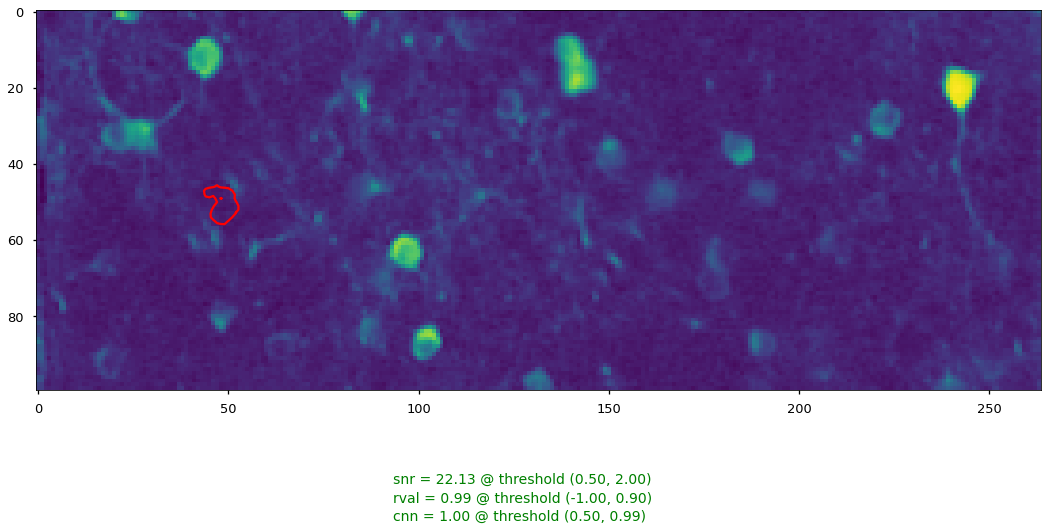 0
20
40
60
80
0 50 100 150 200 250
snr = 22.13 @ threshold (0.50, 2.00)
rval = 0.99 @ threshold (-1.00, 0.90)
cnn = 1.00 @ threshold (0.50, 0.99)